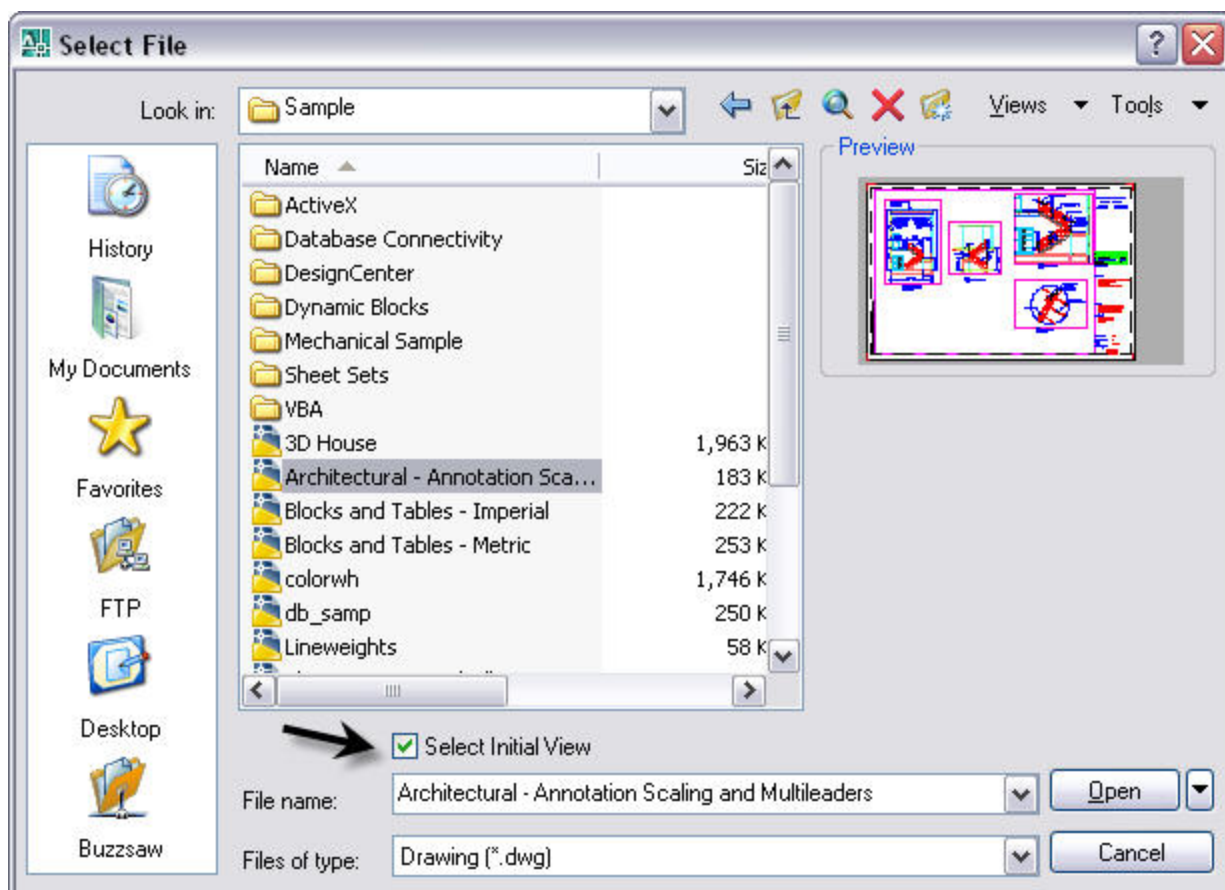 Select File
Look in:
Sample
Views
Tools
History
My Documents
Favorites
FTP
Desktop
Buzzsaw
Name
Siz
ActiveX
Database Connectivity
DesignCenter
Dynamic Blocks
Mechanical Sample
Sheet Sets
VBA
3D House 1,963 K
Architectural - Annotation Sca... 183 K
Blocks and Tables - Imperial 222 K
Blocks and Tables - Metric 253 K
colorwh 1,746 K
db_samp 250 K
Lineweights 58 K
Preview
Select Initial View
File name:
Architectural - Annotation Scaling and Multileaders
Open
Files of type:
Drawing (*.dwg)
Cancel